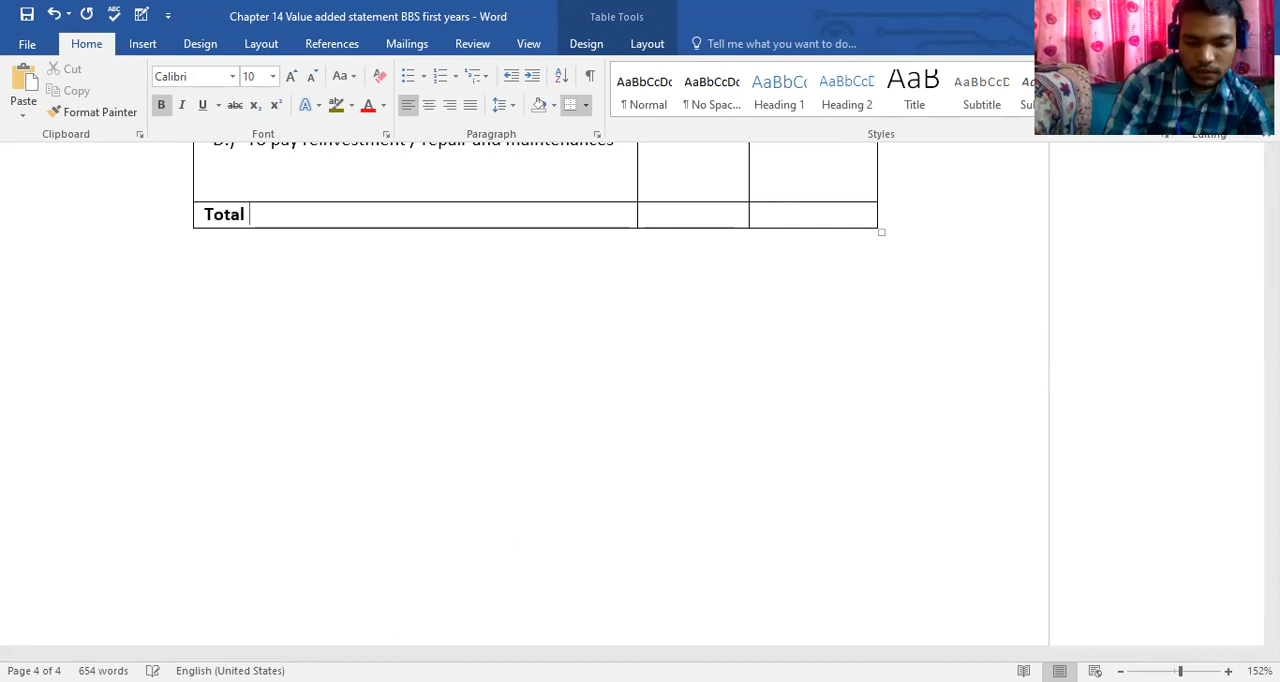 Chapter 14 Value added statement BBS first years - Word
Table Tools
File Home Insert Design Layout References Mailings Review View Design Layout Tell me what you want to do...
Paste
Cut
Copy
Format Painter
Clipboard
Calibri 10
Font
Paragraph
AaBbCcDc AaBbCcDc AaBbCc AaBbCcD AaB AaBbCcD
¶ Normal ¶ No Spac... Heading 1 Heading 2 Title Subtitle
Styles
Editing
D.) To pay reinvestment / repair and maintenances
Total
Page 4 of 4 654 words English (United States) 152%